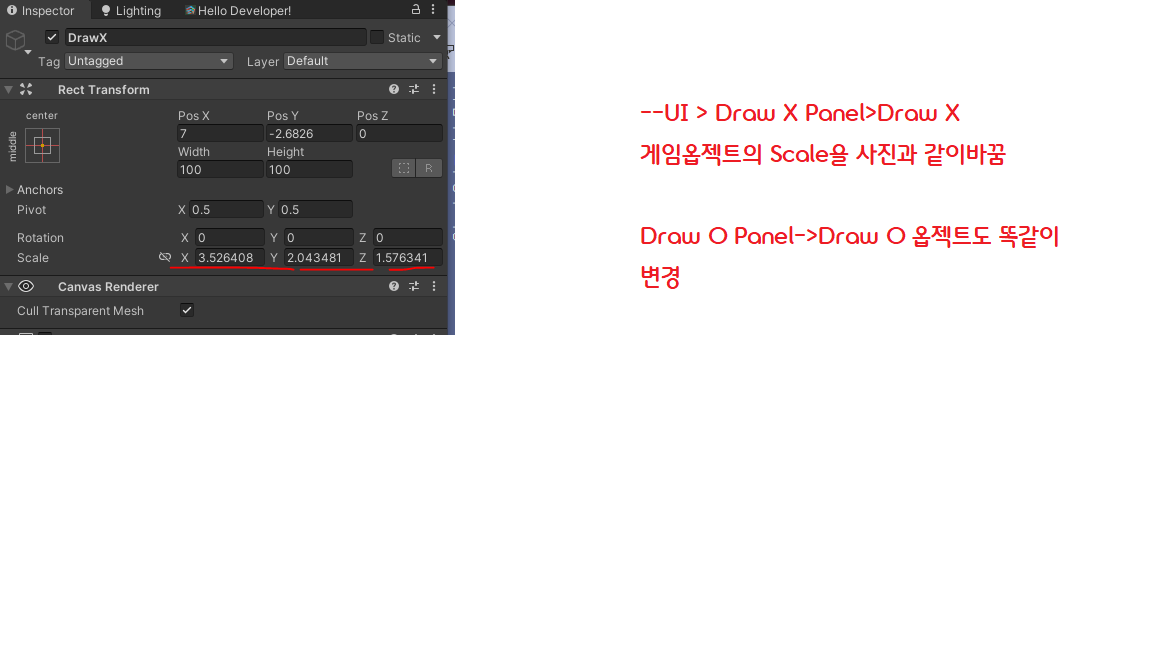 Inspector Lighting Hello Developer!
DrawX Static
Tag Untagged Layer Default
Rect Transform
center
middle
Pos X Pos Y Pos Z
7 -2.6826 0
Width Height
100 100
R
Anchors
Pivot X 0.5 Y 0.5
Rotation X 0 Y 0 Z 0
Scale X 3.526408 Y 2.043481 Z 1.576341
Canvas Renderer
Cull Transparent Mesh
--UI > Draw X Panel>Draw X
게임옵젝트의 Scale을 사진과 같이바꿈
Draw O Panel->Draw O 옵젝트도 똑같이
변경